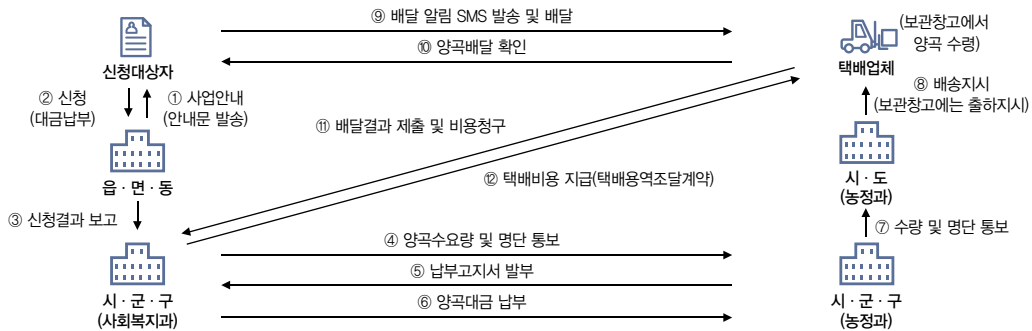 ⑨ 배달 알림 SMS 발송 및 배달
⑩ 양곡배달 확인
신청대상자
택배업체
(보관창고에서
양곡 수령)
② 신청
(대금납부)
① 사업안내
(안내문 발송)
⑧ 배송지시
(보관창고에는 출하지시)
⑪ 배달결과 제출 및 비용청구
⑫ 택배비용 지급(택배용역조달계약)
읍·면·동
시·도
(농정과)
③ 신청결과 보고
⑦ 수량 및 명단 통보
④ 양곡수요량 및 명단 통보
⑤ 납부고지서 발부
⑥ 양곡대금 납부
시·군·구
(사회복지과)
시·군·구
(농정과)